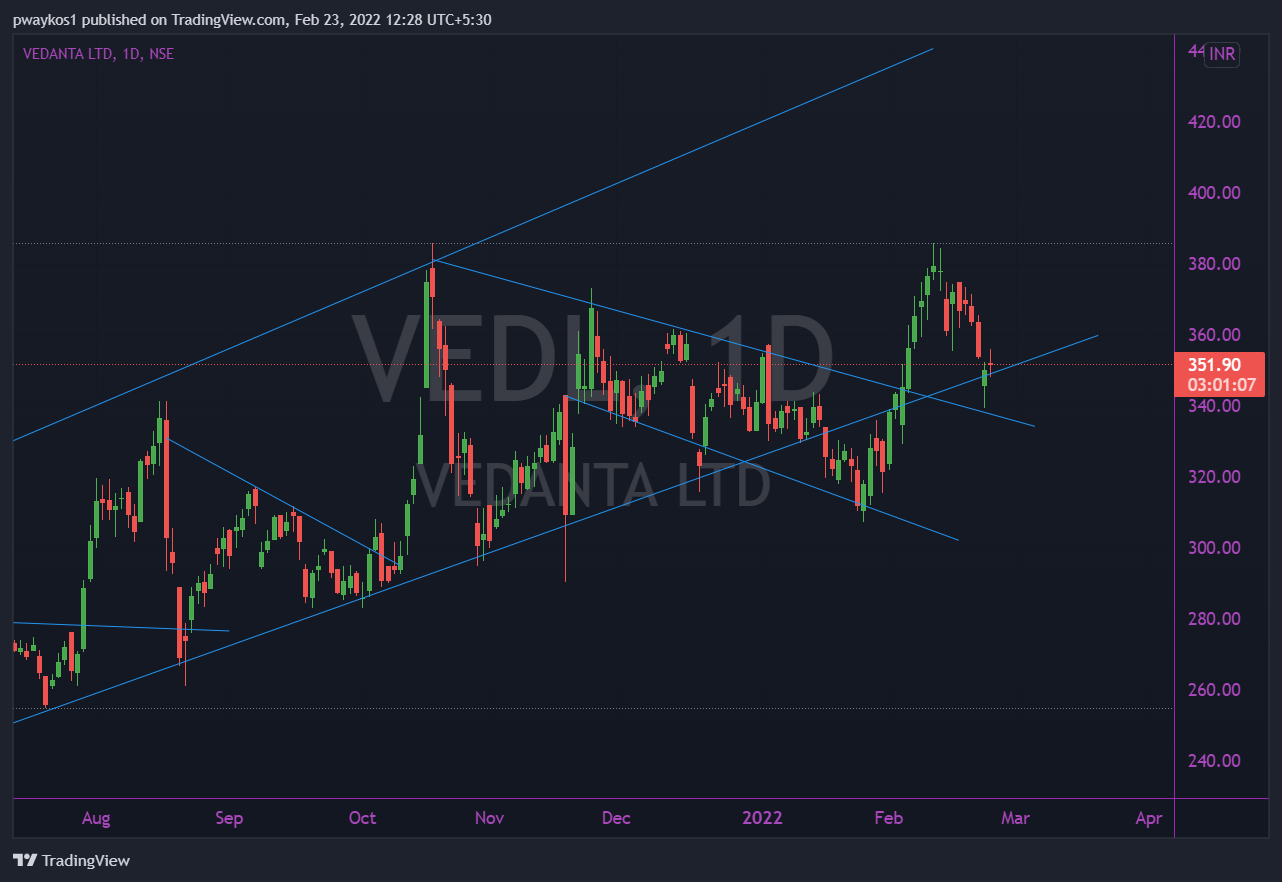 pwaykos1 published on TradingView.com, Feb 23, 2022 12:28 UTC+5:30
VEDANTA LTD, 1D, NSE
INR
420.00
400.00
380.00
360.00
351.90
03:01:07
340.00
320.00
300.00
280.00
260.00
240.00
VEDL, 1D
VEDANTA LTD
Aug Sep Oct Nov Dec 2022 Feb Mar Apr
TradingView